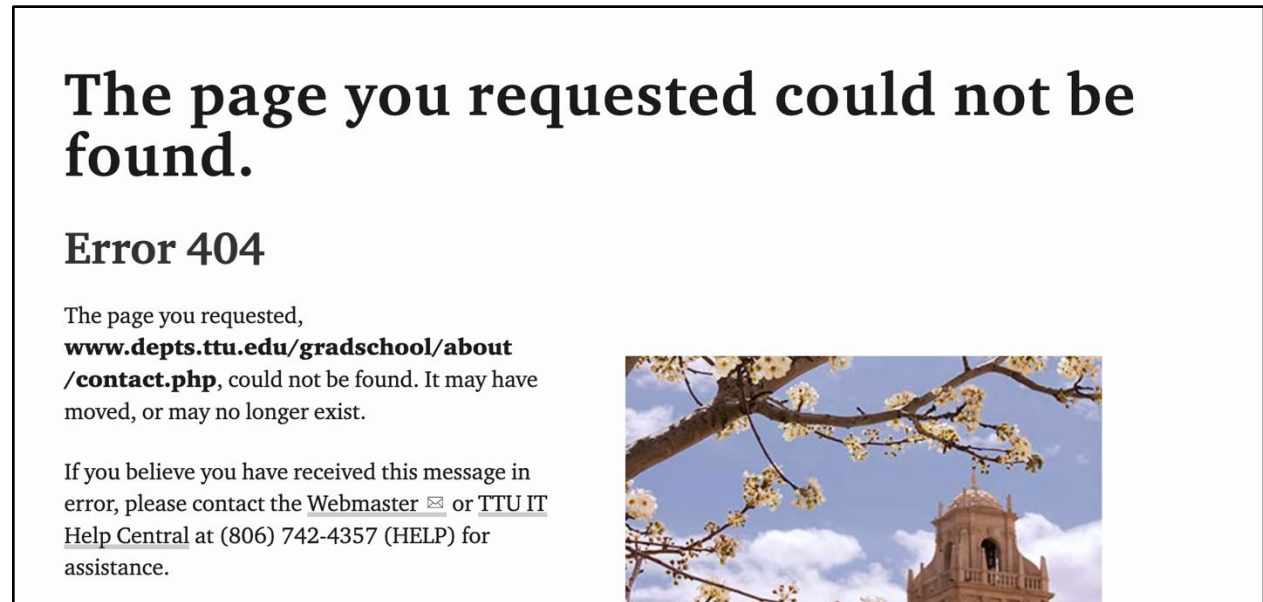 The page you requested could not be
found.
Error 404
The page you requested,
www.depts.ttu.edu/gradschool/about
/contact.php, could not be found. It may have
moved, or may no longer exist.
If you believe you have received this message in
error, please contact the Webmaster ✉ or TTU IT
Help Central at (806) 742-4357 (HELP) for
assistance.